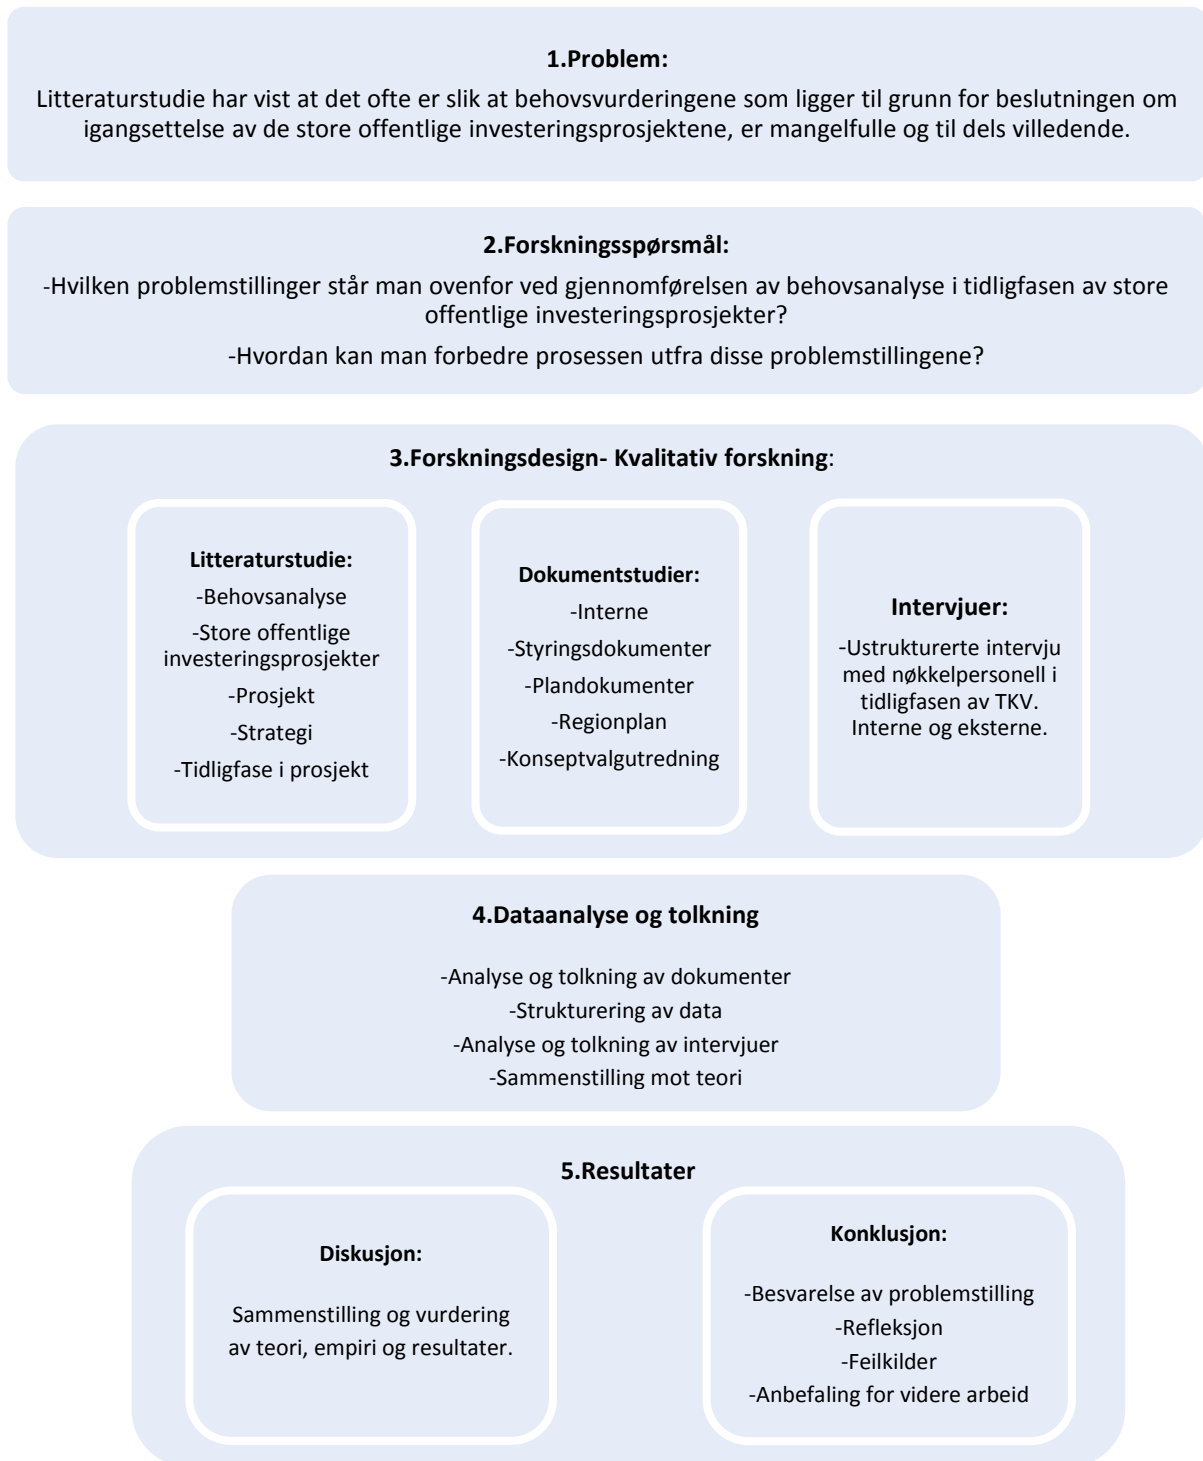 1.Problem:
Litteraturstudie har vist at det ofte er slik at behovsvurderingene som ligger til grunn for beslutningen om
igangsettelse av de store offentlige investeringsprosjektene, er mangelfulle og til dels villedende.
2.Forskningsspørsmål:
-Hvilken problemstillinger står man ovenfor ved gjennomførelsen av behovsanalyse i tidligfasen av store
offentlige investeringsprosjekter?
-Hvordan kan man forbedre prosessen utfra disse problemstillingene?
3.Forskningsdesign- Kvalitativ forskning:
Litteraturstudie:
-Behovsanalyse
-Store offentlige
investeringsprosjekter
-Prosjekt
-Strategi
-Tidligfase i prosjekt
Dokumentstudier:
-Interne
-Styringsdokumenter
-Plandokumenter
-Regionplan
-Konseptvalgutredning
Intervjuer:
-Ustrukturerte intervju
med nøkkelpersonell i
tidligfasen av TKV.
Interne og eksterne.
4.Dataanalyse og tolkning
-Analyse og tolkning av dokumenter
-Strukturering av data
-Analyse og tolkning av intervjuer
-Sammenstilling mot teori
5.Resultater
Diskusjon:
Sammenstilling og vurdering
av teori, empiri og resultater.
Konklusjon:
-Besvarelse av problemstilling
-Refleksjon
-Feilkilder
-Anbefaling for videre arbeid